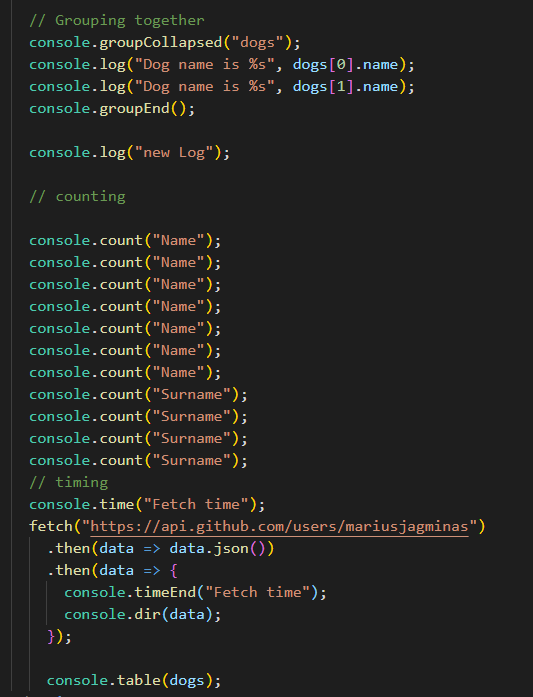 // Grouping together
console.groupCollapsed("dogs");
console.log("Dog name is %s", dogs[0].name);
console.log("Dog name is %s", dogs[1].name);
console.groupEnd();
console.log("new Log");
// counting
console.count("Name");
console.count("Name");
console.count("Name");
console.count("Name");
console.count("Name");
console.count("Name");
console.count("Name");
console.count("Surname");
console.count("Surname");
console.count("Surname");
console.count("Surname");
// timing
console.time("Fetch time");
fetch("https://api.github.com/users/mariusjagminas")
.then(data => data.json())
.then(data => {
console.timeEnd("Fetch time");
console.dir(data);
});
console.table(dogs);